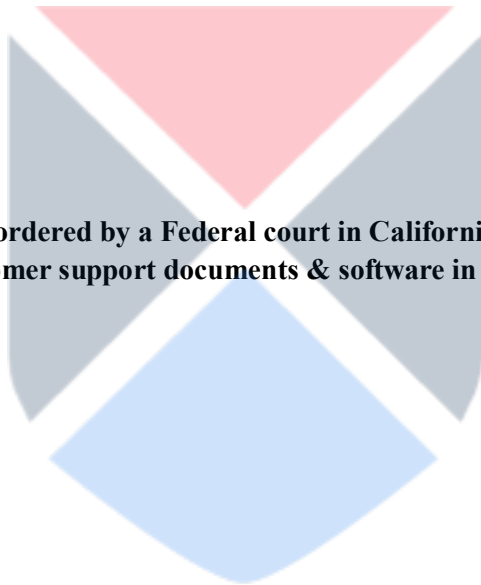 ordered by a Federal court in Californi
mer support documents & software in